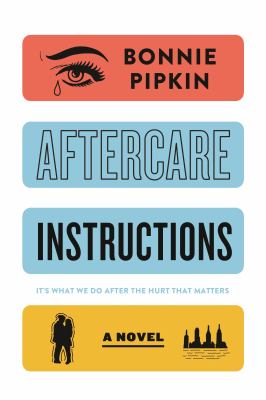 BONNIE
PIPKIN
AFTERCARE
INSTRUCTIONS
IT'S WHAT WE DO AFTER THE HURT THAT MATTERS
A NOVEL